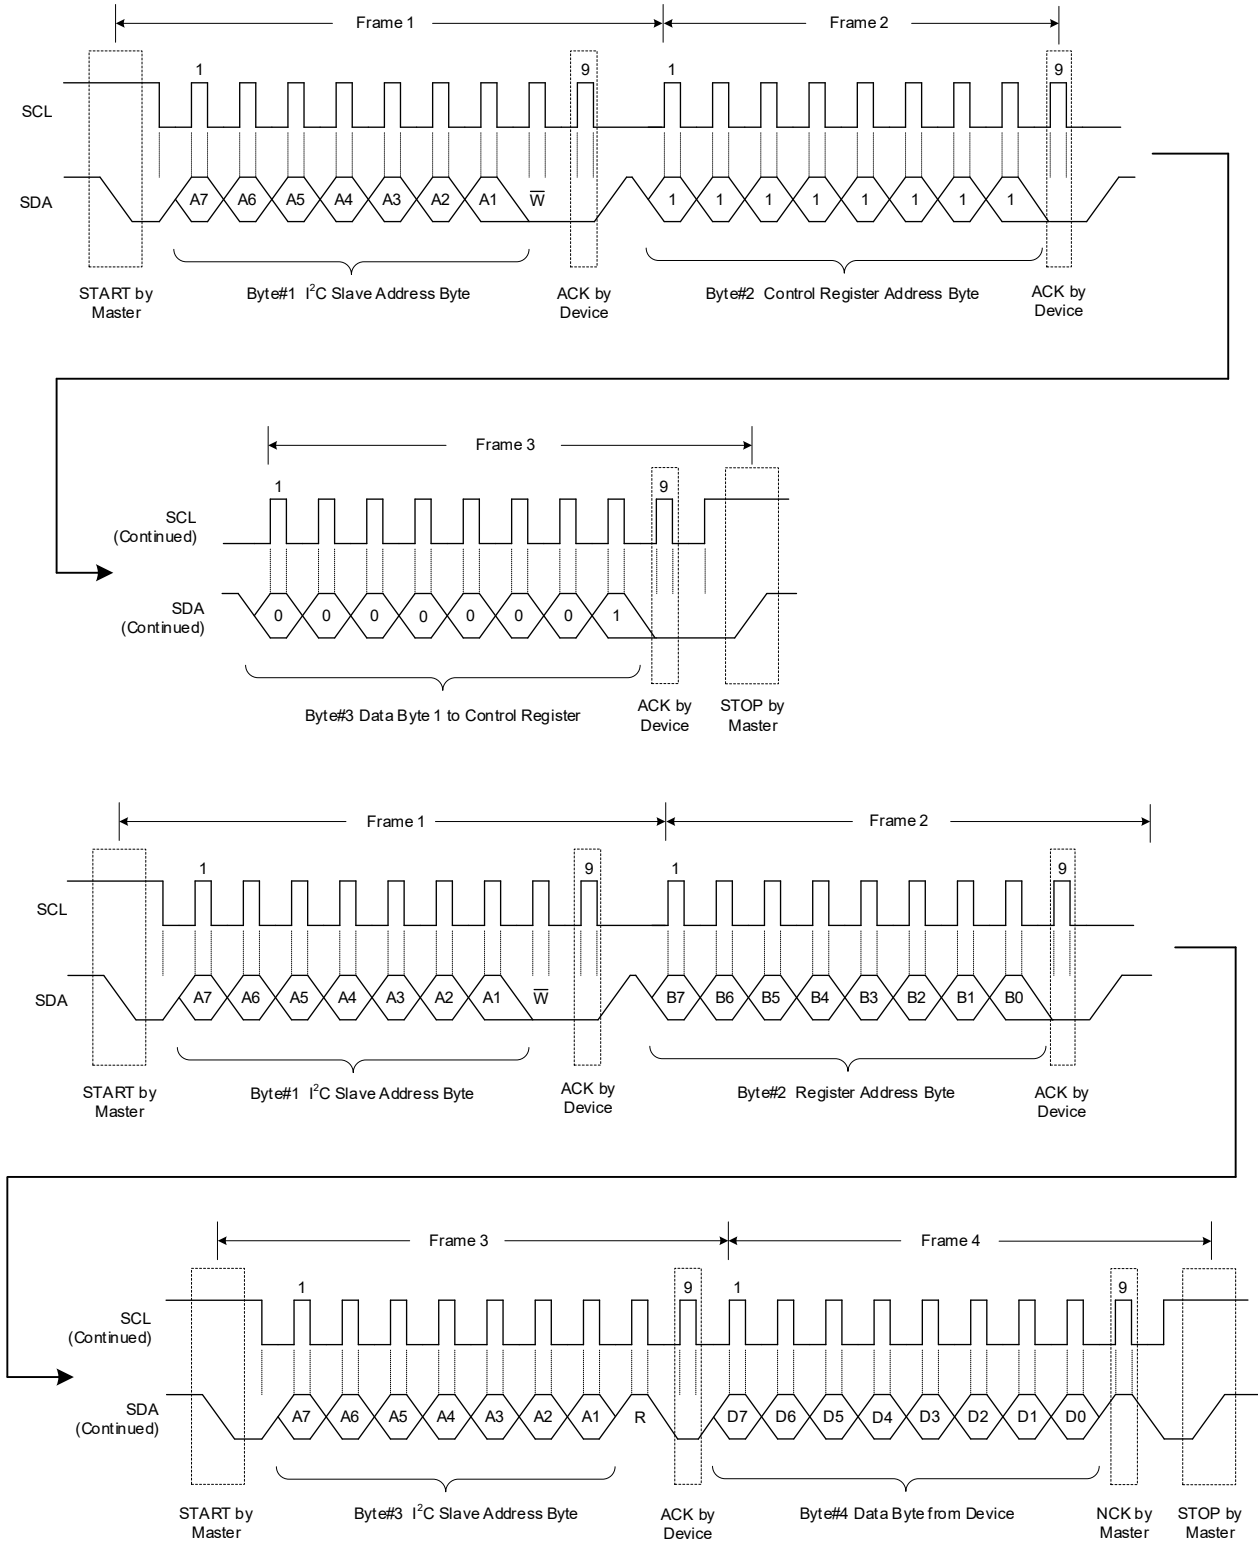 Frame 1 Frame 2
1 9 1 9
SCL
SDA A7 A6 A5 A4 A3 A2 A1 W̅ 1 1 1 1 1 1 1 1
START by
Master
Byte#1 I²C Slave Address Byte
ACK by
Device
Byte#2 Control Register Address Byte
ACK by
Device
Frame 3
1 9
SCL
(Continued)
SDA
(Continued)
0 0 0 0 0 0 0 1
Byte#3 Data Byte 1 to Control Register
ACK by
Device
STOP by
Master
Frame 1 Frame 2
1 9 1 9
SCL
SDA A7 A6 A5 A4 A3 A2 A1 W̅ B7 B6 B5 B4 B3 B2 B1 B0
START by
Master
Byte#1 I²C Slave Address Byte
ACK by
Device
Byte#2 Register Address Byte
ACK by
Device
Frame 3 Frame 4
1 9 1 9
SCL
(Continued)
SDA
(Continued)
A7 A6 A5 A4 A3 A2 A1 R D7 D6 D5 D4 D3 D2 D1 D0
START by
Master
Byte#3 I²C Slave Address Byte
ACK by
Device
Byte#4 Data Byte from Device
NCK by
Master
STOP by
Master